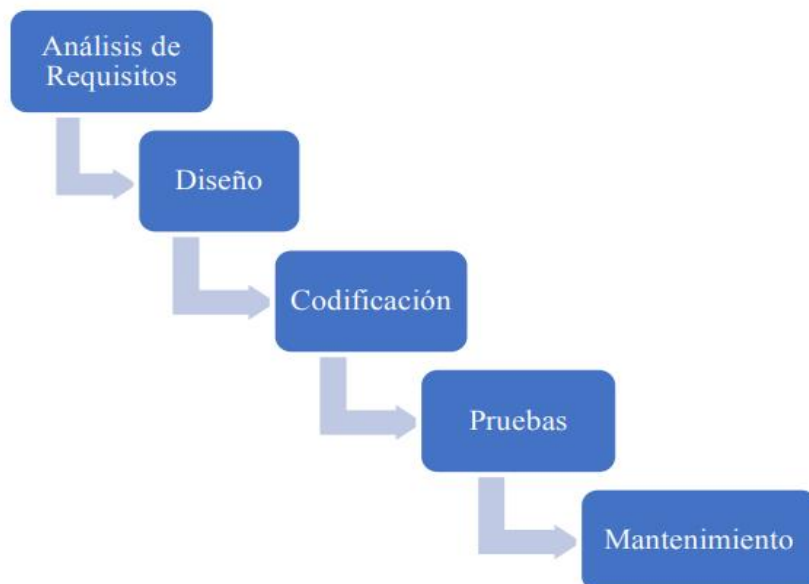 Análisis de
Requisitos
Diseño
Codificación
Pruebas
Mantenimiento